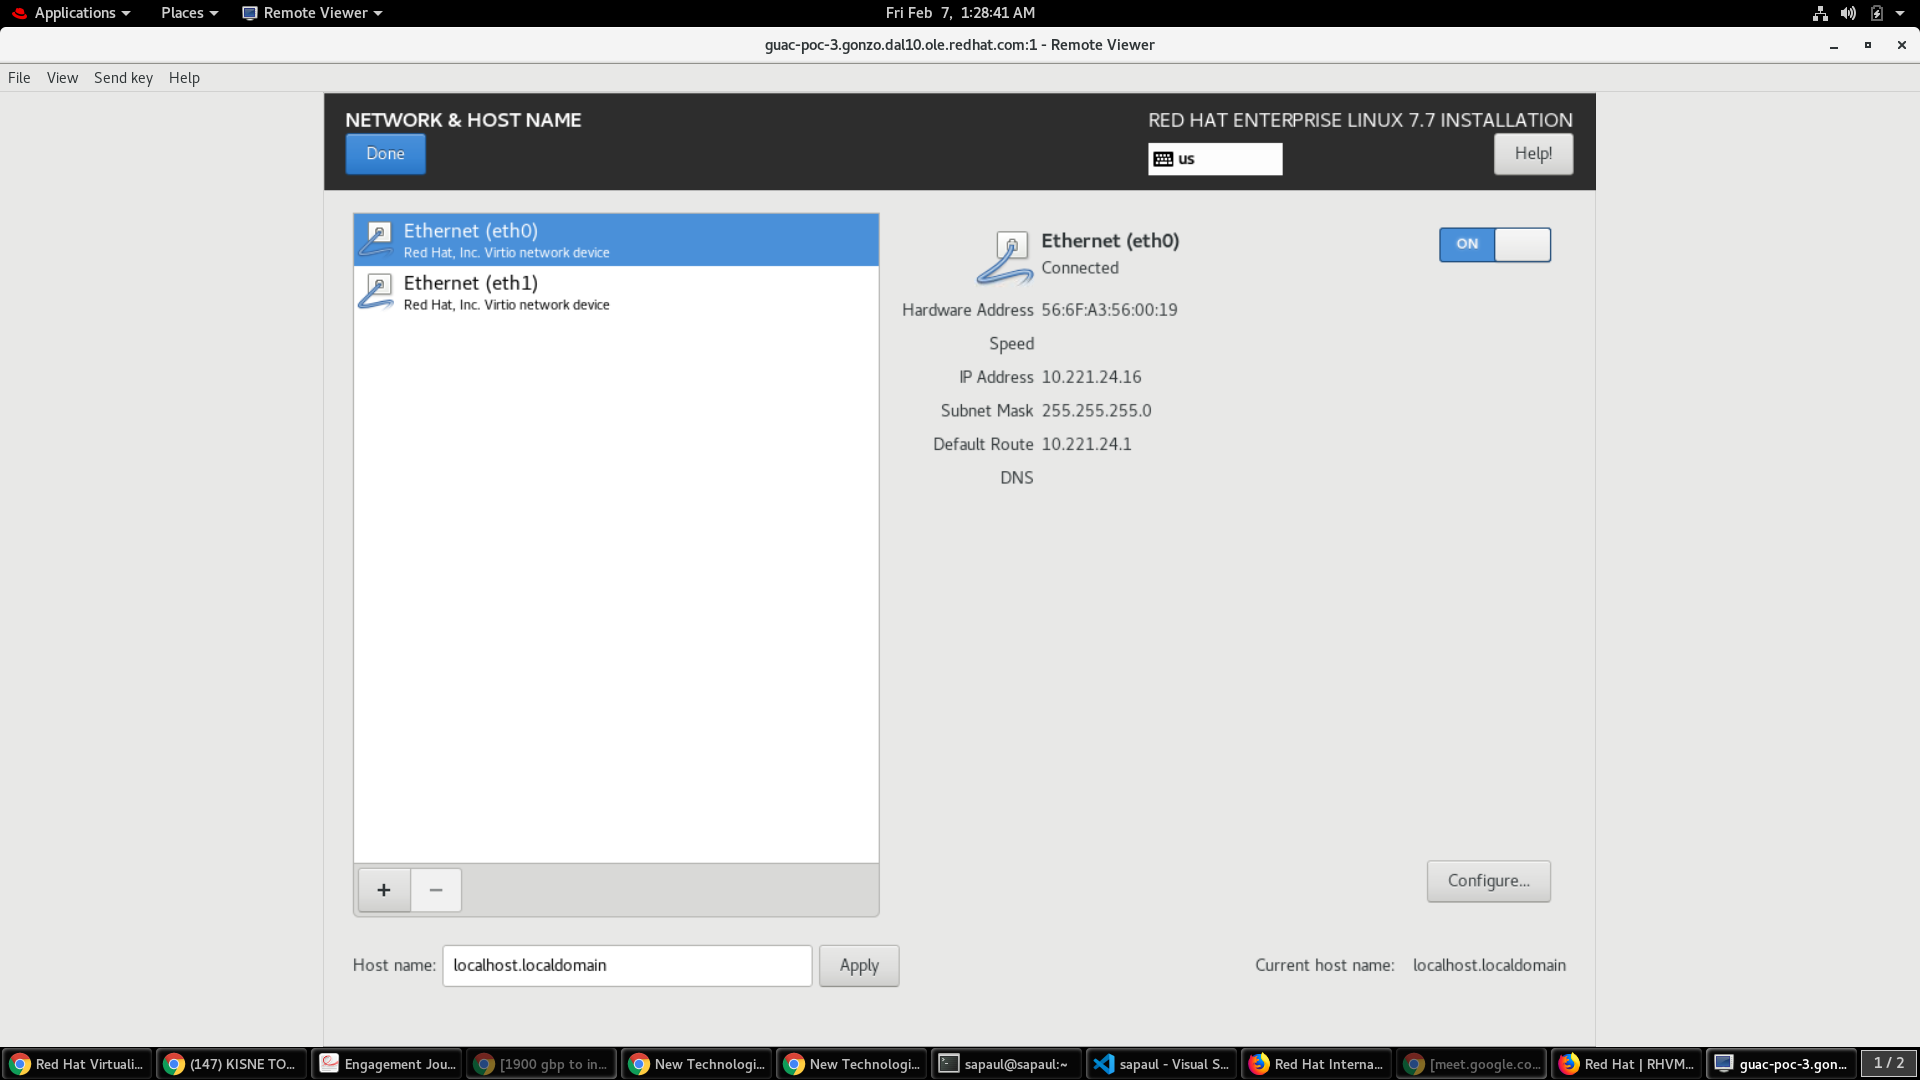 Applications Places Remote Viewer Fri Feb 7, 1:28:41 AM
guac-poc-3.gonzo.dal10.ole.redhat.com:1 - Remote Viewer
File View Send key Help
NETWORK & HOST NAME RED HAT ENTERPRISE LINUX 7.7 INSTALLATION
Done us Help!
Ethernet (eth0)
Red Hat, Inc. Virtio network device
Ethernet (eth1)
Red Hat, Inc. Virtio network device
Ethernet (eth0) ON
Connected
Hardware Address 56:6F:A3:56:00:19
Speed
IP Address 10.221.24.16
Subnet Mask 255.255.255.0
Default Route 10.221.24.1
DNS
+ −
Configure...
Host name: localhost.localdomain Apply Current host name: localhost.localdomain
Red Hat Virtuali... (147) KISNE TO... Engagement Jou... [1900 gbp to in... New Technologi... New Technologi... sapaul@sapaul:~ sapaul - Visual S... Red Hat Interna... [meet.google.co... Red Hat | RHVM... guac-poc-3.gon... 1 / 2